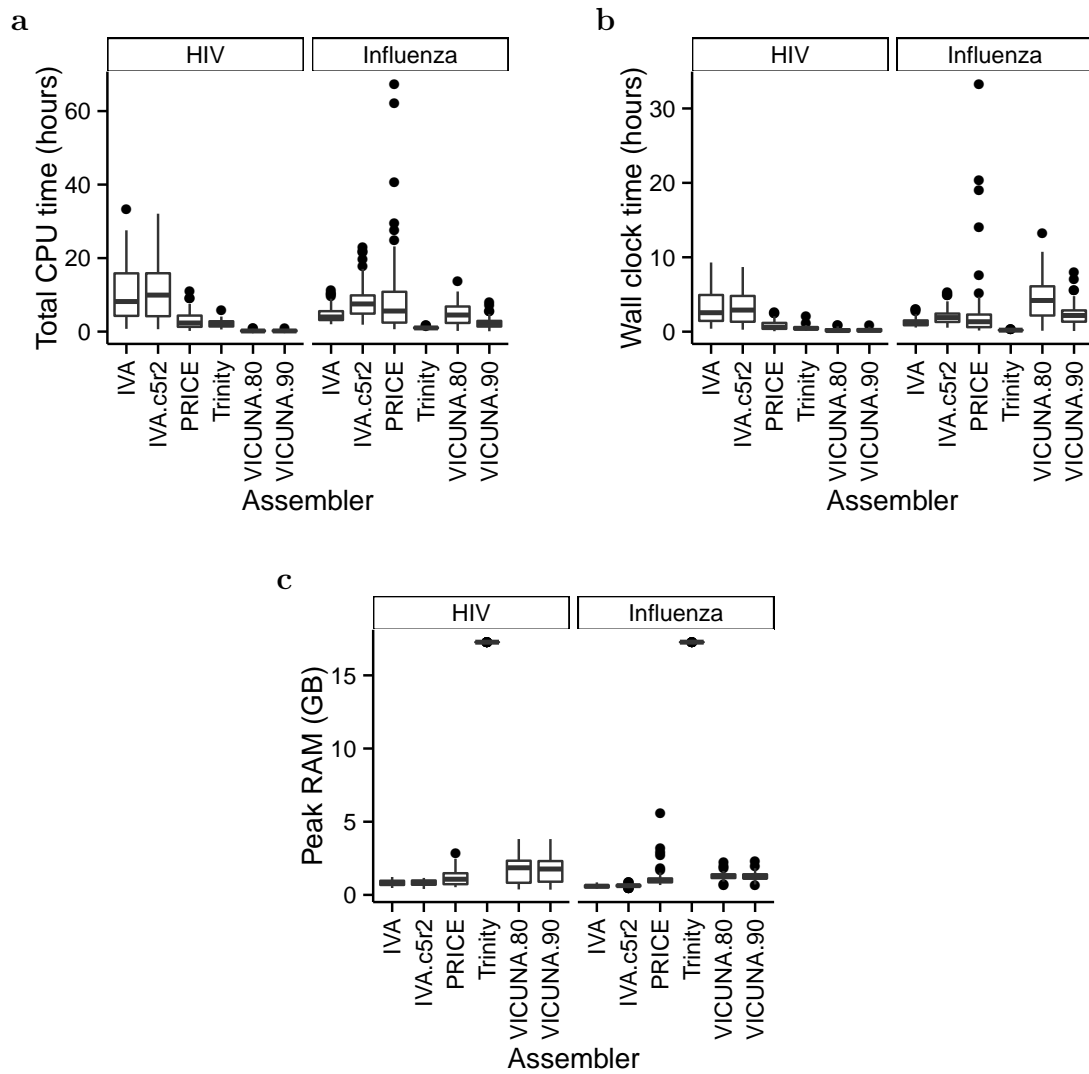 a
HIV Influenza
Total CPU time (hours)
60
40
20
0
IVA
IVA.c5r2
PRICE
Trinity
VICUNA.80
VICUNA.90
IVA
IVA.c5r2
PRICE
Trinity
VICUNA.80
VICUNA.90
Assembler
b
HIV Influenza
Wall clock time (hours)
30
20
10
0
IVA
IVA.c5r2
PRICE
Trinity
VICUNA.80
VICUNA.90
IVA
IVA.c5r2
PRICE
Trinity
VICUNA.80
VICUNA.90
Assembler
c
HIV Influenza
Peak RAM (GB)
15
10
5
0
IVA
IVA.c5r2
PRICE
Trinity
VICUNA.80
VICUNA.90
IVA
IVA.c5r2
PRICE
Trinity
VICUNA.80
VICUNA.90
Assembler